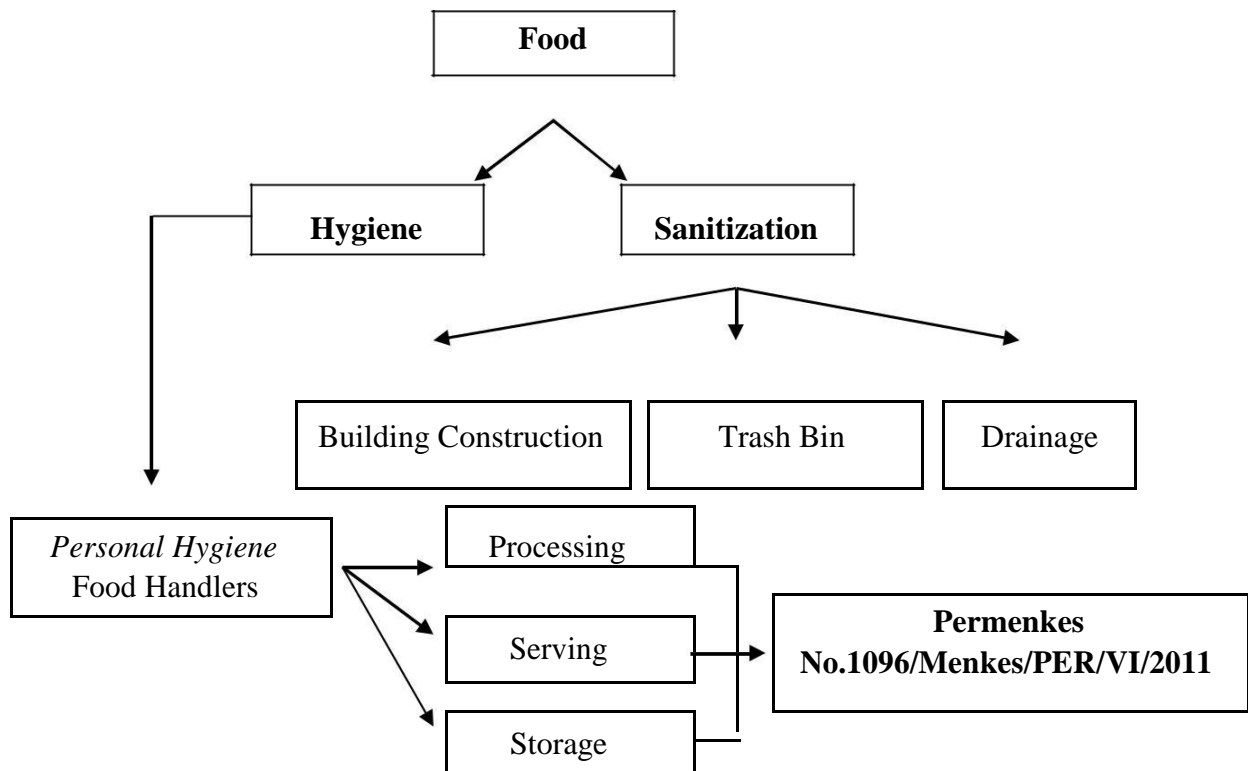 Food
Hygiene
Sanitization
Building Construction
Trash Bin
Drainage
Personal Hygiene
Food Handlers
Processing
Serving
Storage
Permenkes
No.1096/Menkes/PER/VI/2011